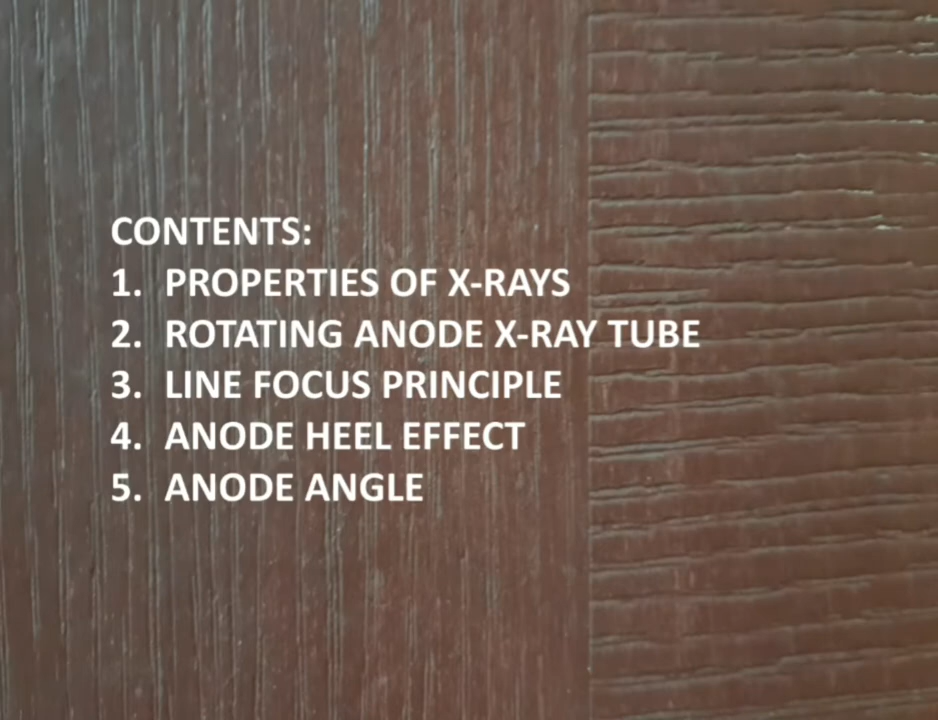 CONTENTS:
1. PROPERTIES OF X-RAYS
2. ROTATING ANODE X-RAY TUBE
3. LINE FOCUS PRINCIPLE
4. ANODE HEEL EFFECT
5. ANODE ANGLE